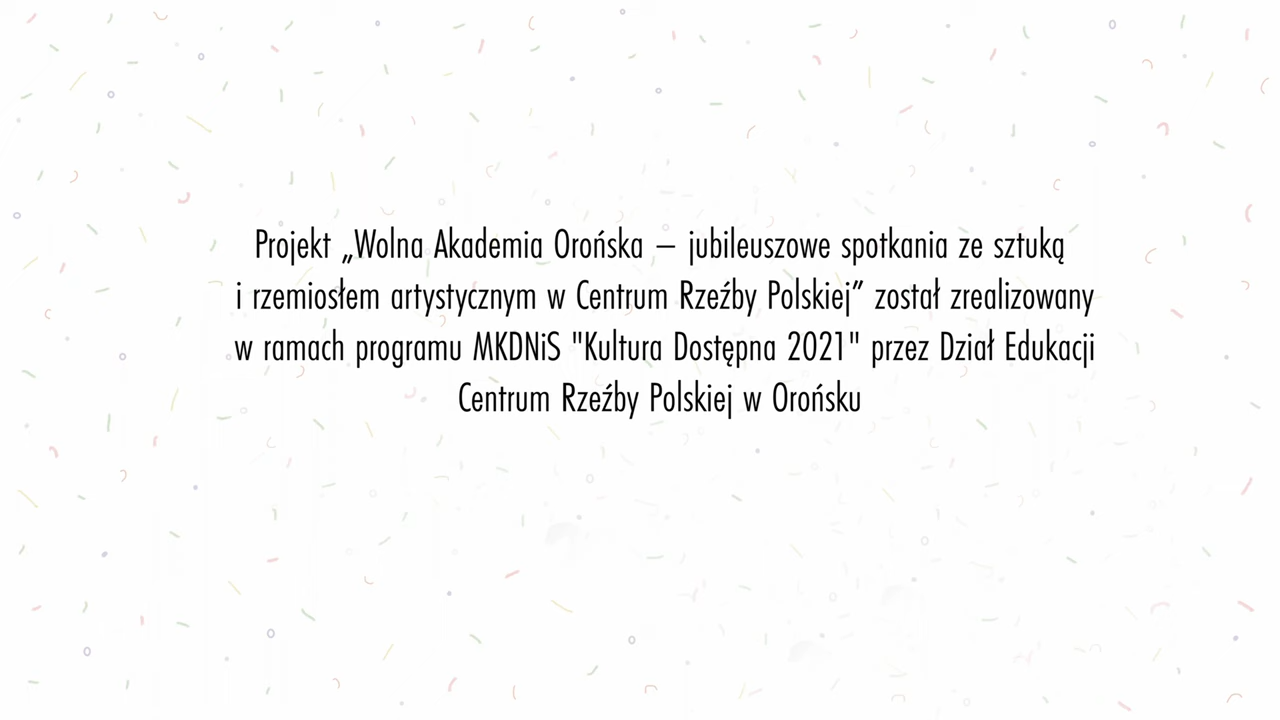 Projekt „Wolna Akademia Orońska – jubileuszowe spotkania ze sztuką
i rzemiosłem artystycznym w Centrum Rzeźby Polskiej” został zrealizowany
w ramach programu MKDNiS "Kultura Dostępna 2021" przez Dział Edukacji
Centrum Rzeźby Polskiej w Orońsku